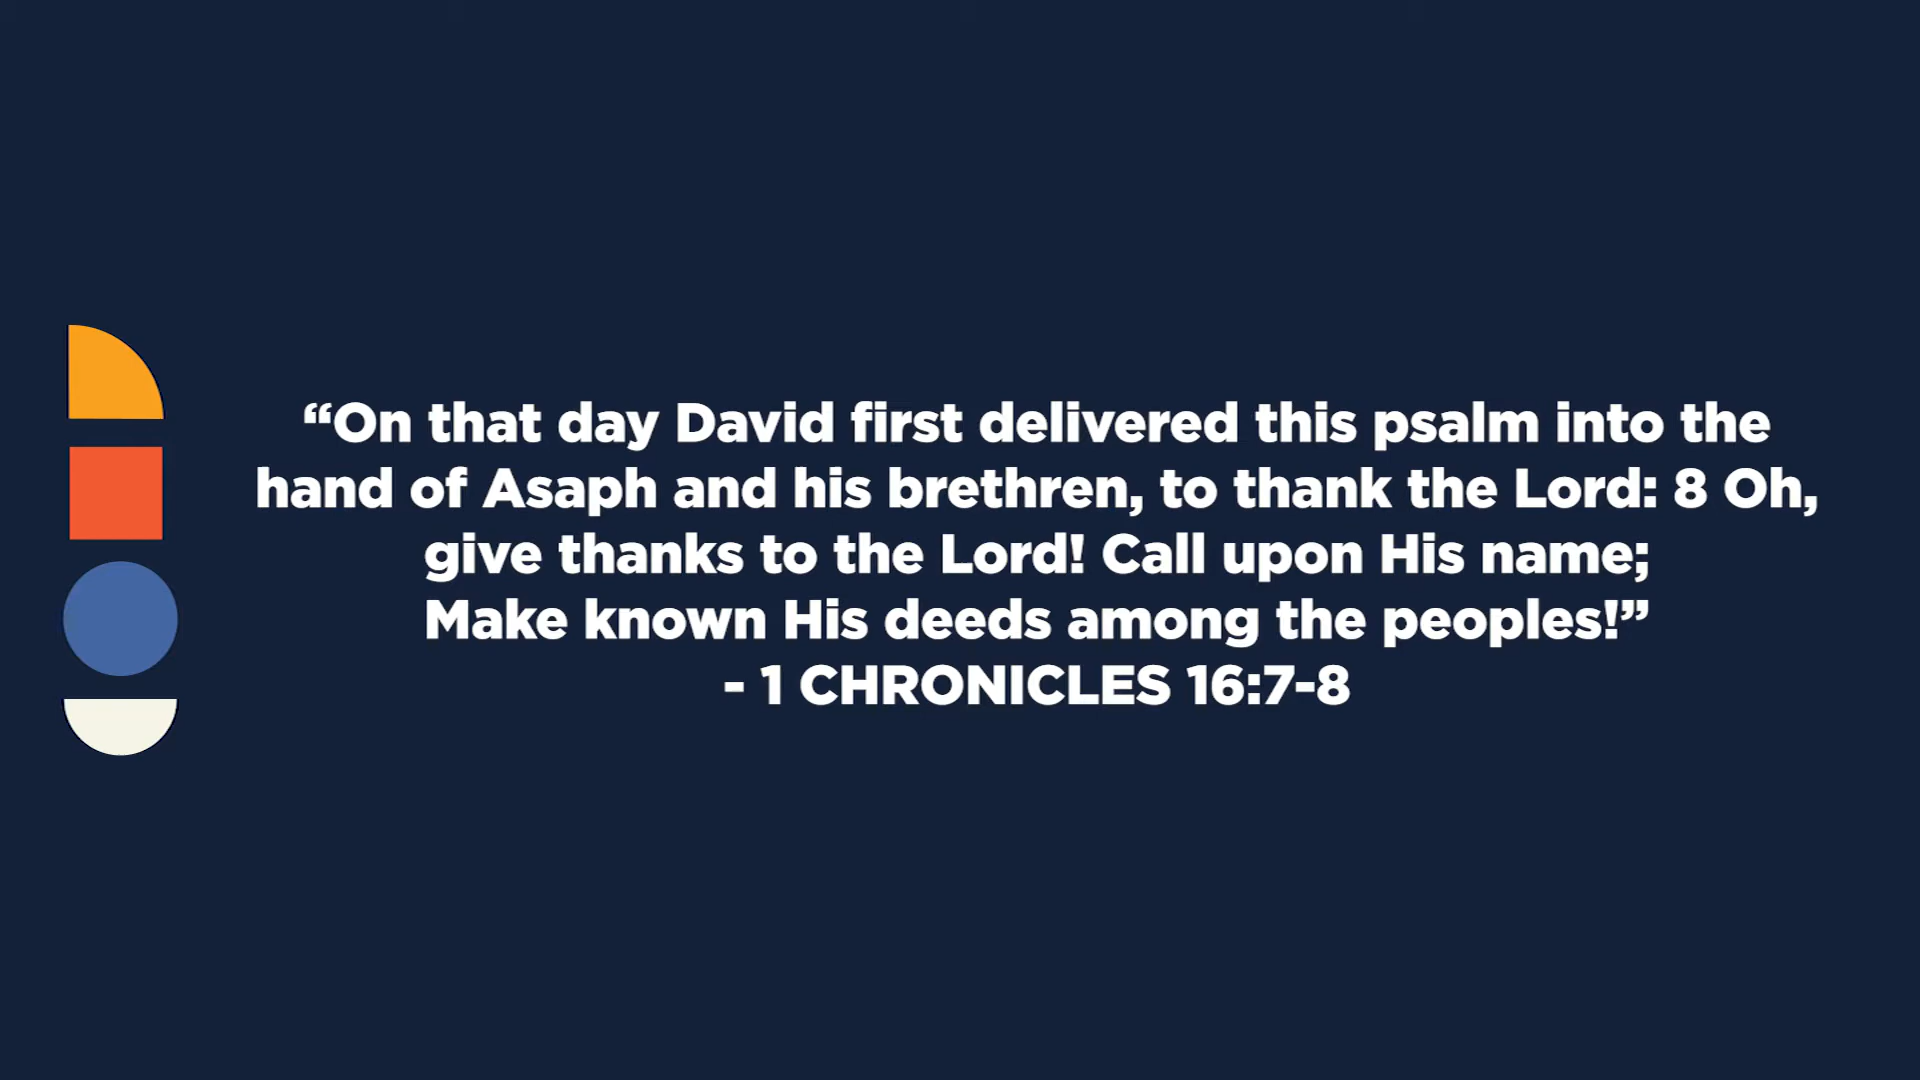 “On that day David first delivered this psalm into the
hand of Asaph and his brethren, to thank the Lord: 8 Oh,
give thanks to the Lord! Call upon His name;
Make known His deeds among the peoples!”
- 1 CHRONICLES 16:7-8